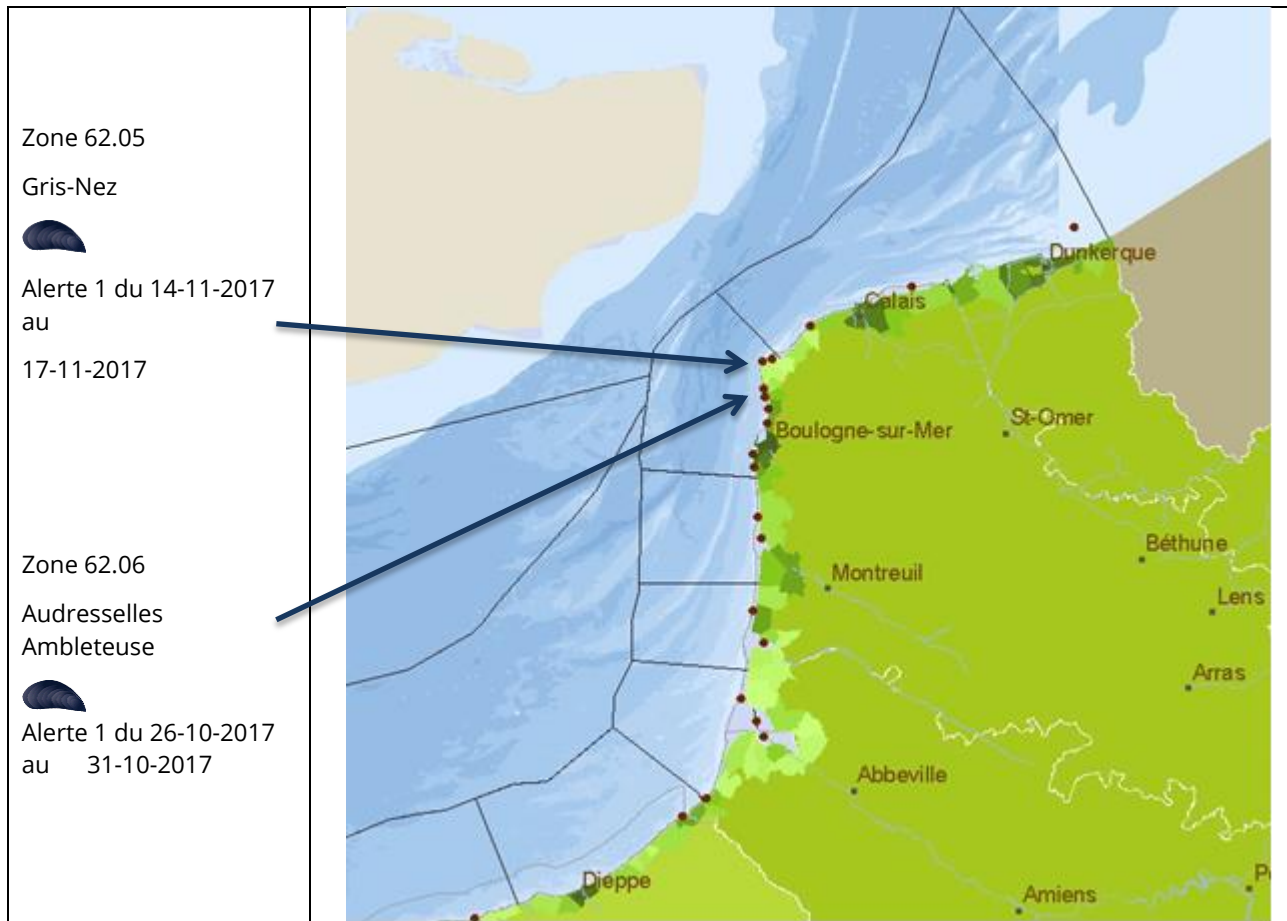 Zone 62.05
Gris-Nez
Alerte 1 du 14-11-2017
au
17-11-2017
Zone 62.06
Audresselles
Ambleteuse
Alerte 1 du 26-10-2017
au 31-10-2017
Dunkerque
Calais
St-Omer
Boulogne-sur-Mer
Béthune
Montreuil
Lens
Arras
Abbeville
Dieppe
Amiens